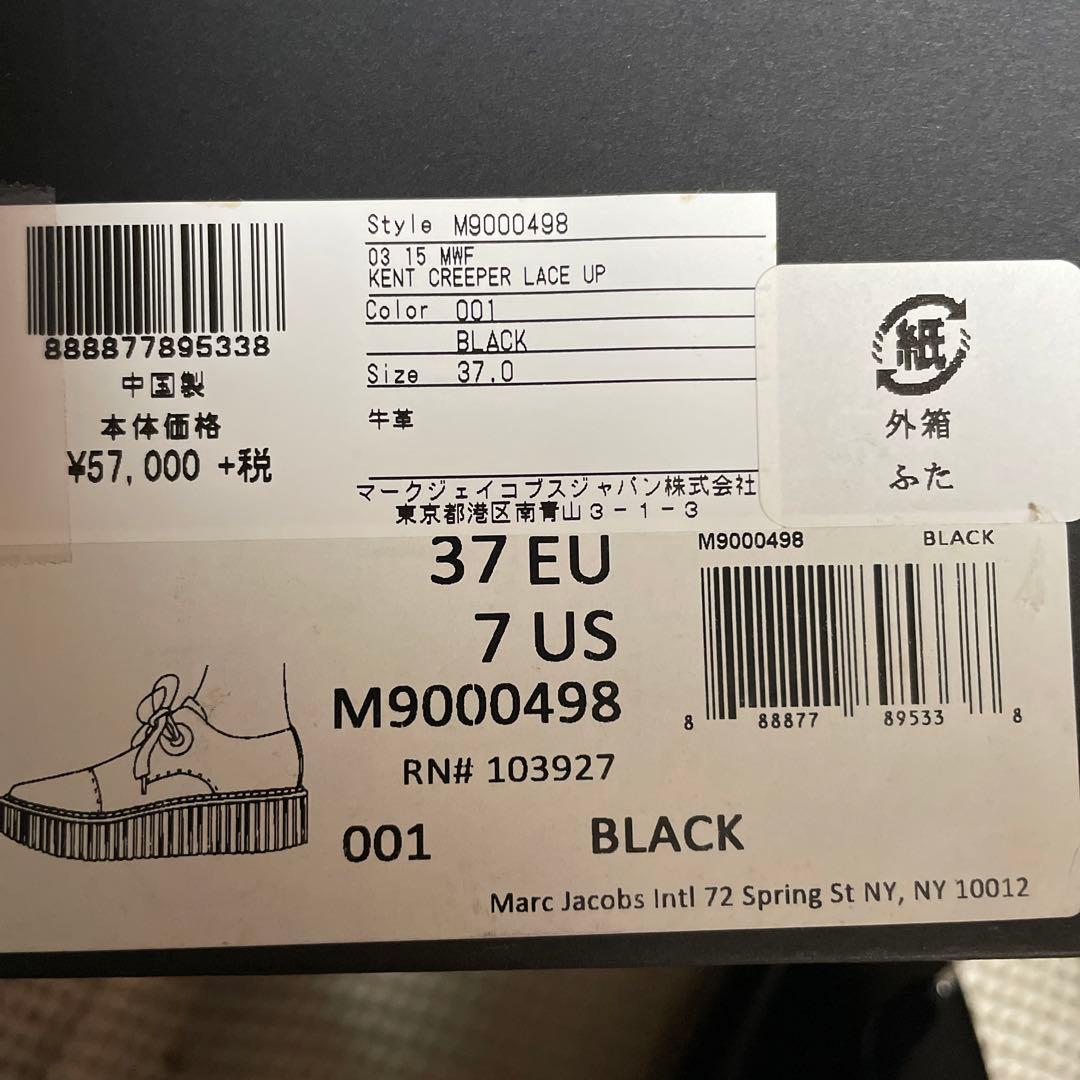 888877895338
中国製
本体価格
¥57,000 +税
Style M9000498
03 15 MWF
KENT CREEPER LACE UP
Color 001
BLACK
Size 37.0
牛革
マークジェイコブスジャパン株式会社
東京都港区南青山3-1-3
紙
外箱
ふた
37 EU
7 US
M9000498
RN# 103927
001 BLACK
M9000498 BLACK
8 88877 89533 8
Marc Jacobs Intl 72 Spring St NY, NY 10012